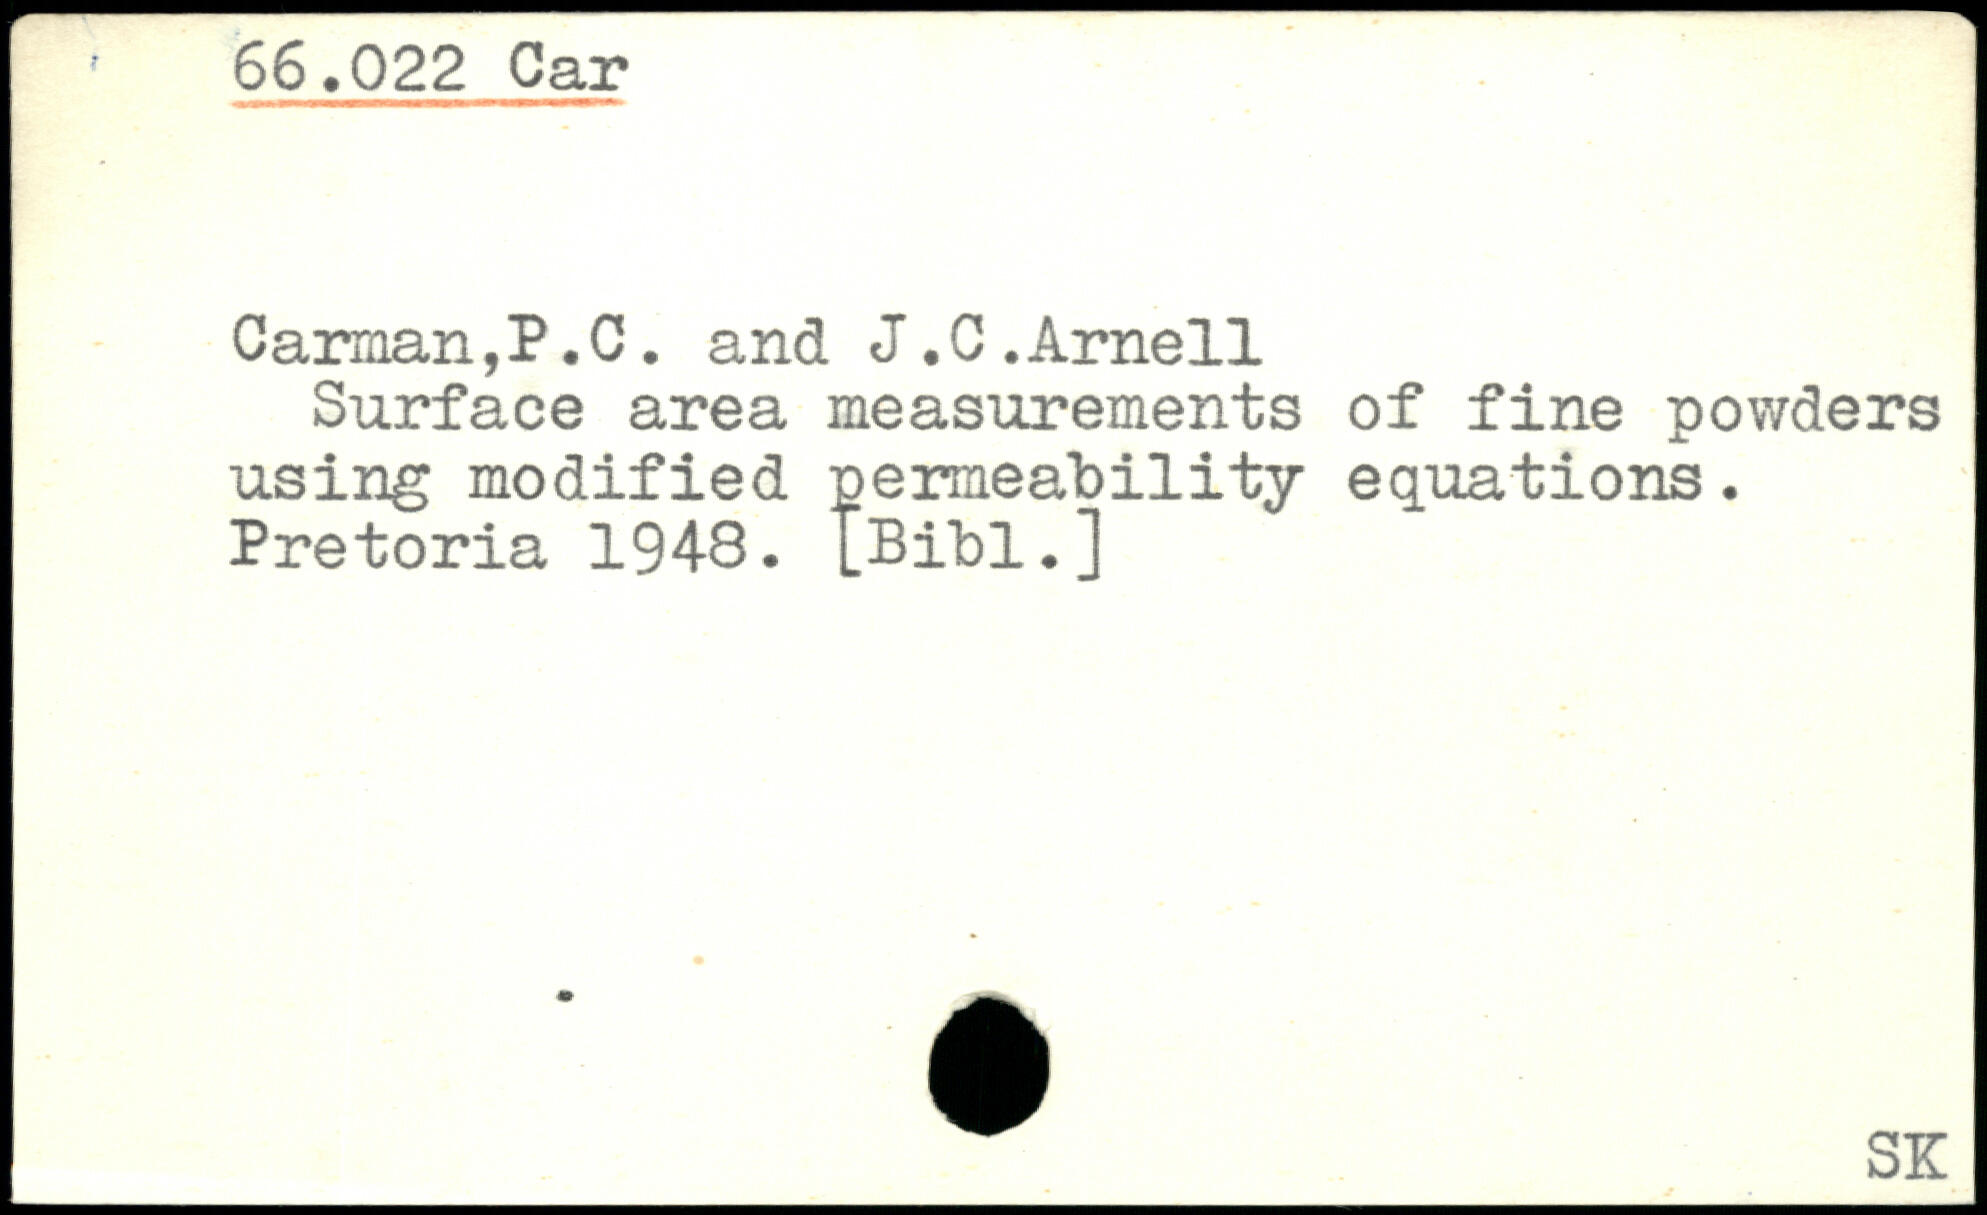 66.022 Car
Carman,P.C. and J.C.Arnell
Surface area measurements of fine powders
using modified permeability equations.
Pretoria 1948. [Bibl.]
SK